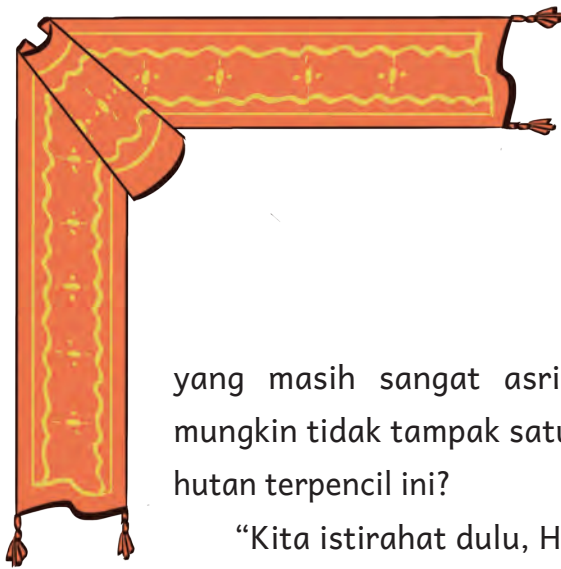 yang masih sangat asri
mungkin tidak tampak satu
hutan terpencil ini?
“Kita istirahat dulu, H